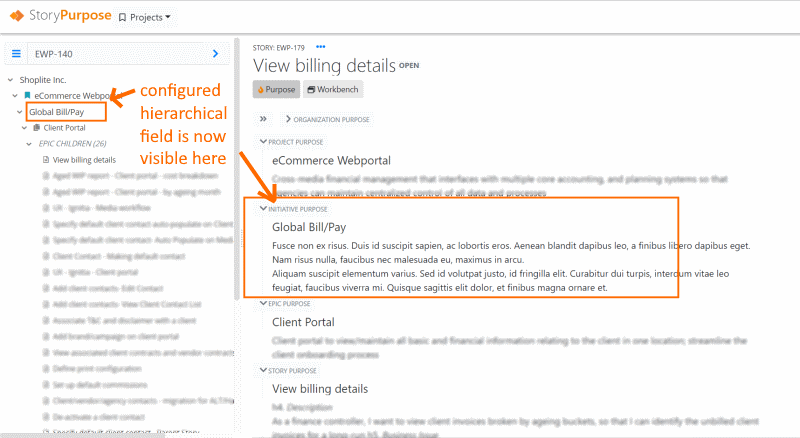 StoryPurpose
Projects
EWP-140
Shoplite Inc.
eCommerce Webportal
Global Bill/Pay
Client Portal
EPIC CHILDREN (26)
View billing details
Aged WIP report - Client portal - cost breakdown
Aged WIP report - Client portal - by ageing month
UX - Ignitia - Media workflow
Specify default client contact auto-populate on Client
Specify default client contact- Auto Populate on Med
Client Contact - Making default contact
UX - Ignitia - Client portal
Add client contacts- Edit Contact
Add client contacts- View Client Contact List
Associate T&C and disclaimer with a client
Add brand/campaign on client portal
View associated client contracts and vendor contracts
Define print configuration
Set up default commissions
Client/vendor/agency contacts - migration for ALT/Ha
De-activate a client contact
Specify default client contact - Parent Story
configured
hierarchical
field is now
visible here
STORY: EWP-179
View billing details OPEN
Purpose
Workbench
ORGANIZATION PURPOSE
PROJECT PURPOSE
eCommerce Webportal
Cross-media financial management that interfaces with multiple core accounting, and planning systems so that
agencies can maintain centralized control of all data and processes
INITIATIVE PURPOSE
Global Bill/Pay
Fusce non ex risus. Duis id suscipit sapien, ac lobortis eros. Aenean blandit dapibus leo, a finibus libero dapibus eget.
Nam risus nulla, faucibus nec malesuada eu, maximus in arcu.
Aliquam suscipit elementum varius. Sed id volutpat justo, id fringilla elit. Curabitur dui turpis, interdum vitae leo
feugiat, faucibus viverra mi. Quisque sagittis elit dolor, et finibus magna ornare et.
EPIC PURPOSE
Client Portal
Client portal to view/maintain all basic and financial information relating to the client in one location; streamline the
client onboarding process
STORY PURPOSE
View billing details
h4. Description
As a finance controller, I want to view client invoices broken by ageing buckets, so that I can identify the unbilled client
invoices for a long run h5. Business Issue